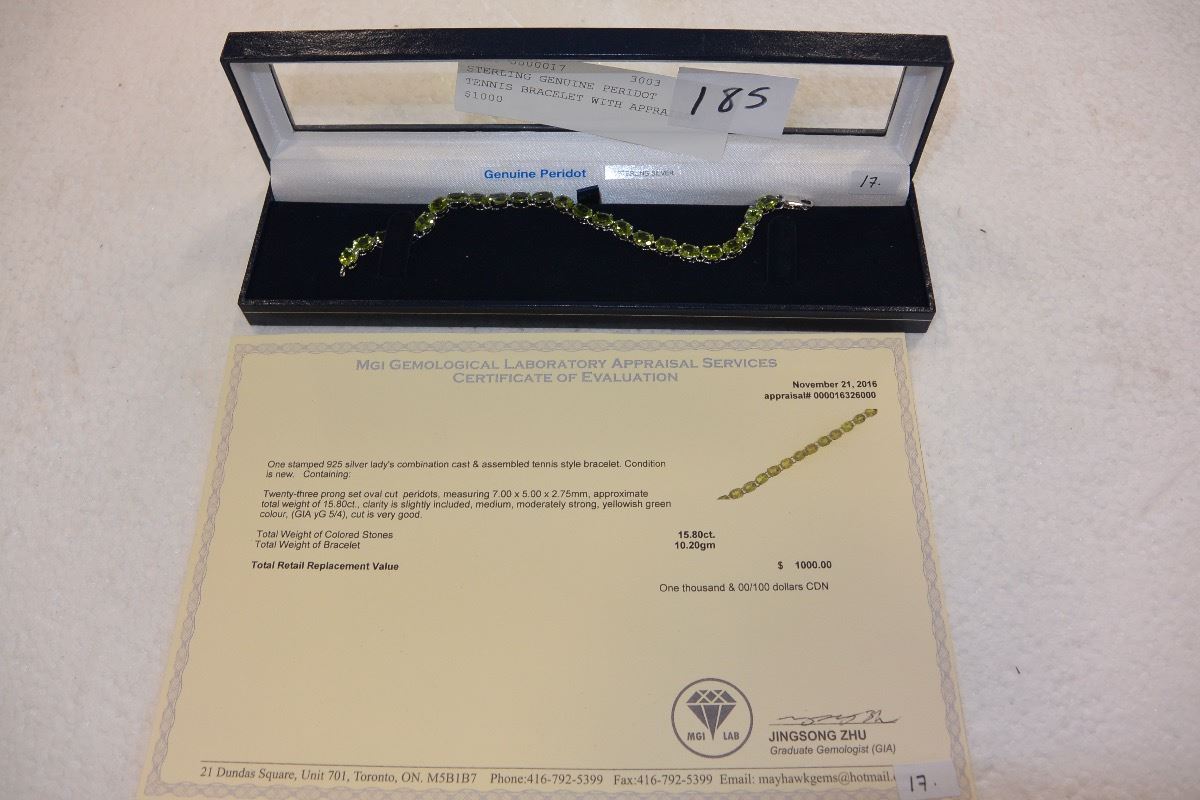 3003
STERLING GENUINE PERIDOT
TENNIS BRACELET WITH
$1000
185
Genuine Peridot
STERLING SILVER
17.
MGI GEMOLOGICAL LABORATORY APPRAISAL SERVICES
CERTIFICATE OF EVALUATION
November 21, 2016
appraisal# 000016326000
One stamped 925 silver lady's combination cast & assembled tennis style bracelet. Condition
is new. Containing:
Twenty-three prong set oval cut peridots, measuring 7.00 x 5.00 x 2.75mm, approximate
total weight of 15.80ct., clarity is slightly included, medium, moderately strong, yellowish green
colour, (GIA yG 5/4), cut is very good.
Total Weight of Colored Stones 15.80ct.
Total Weight of Bracelet 10.20gm
Total Retail Replacement Value $ 1000.00
One thousand & 00/100 dollars CDN
MGI LAB
JINGSONG ZHU
Graduate Gemologist (GIA)
21 Dundas Square, Unit 701, Toronto, ON. M5B1B7 Phone:416-792-5399 Fax:416-792-5399 Email: mayhawkgems@hotmail.
17.